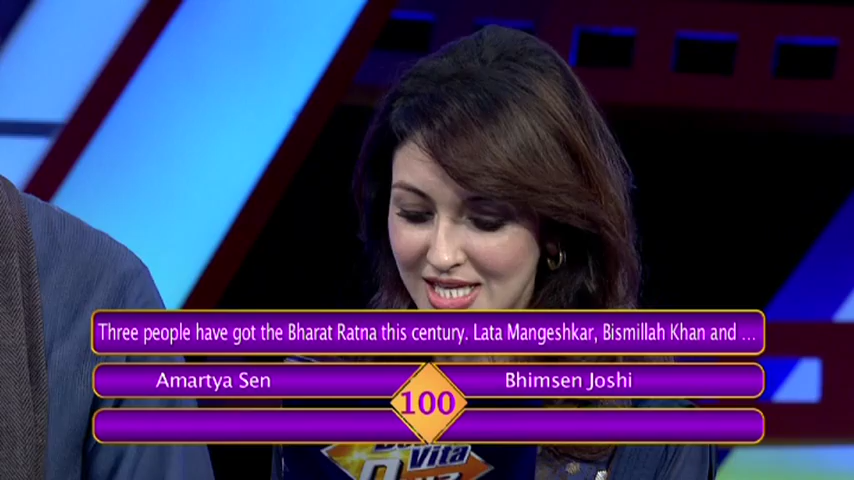 Three people have got the Bharat Ratna this century. Lata Mangeshkar, Bismillah Khan and ...
Amartya Sen
Bhimsen Joshi
100
Vita